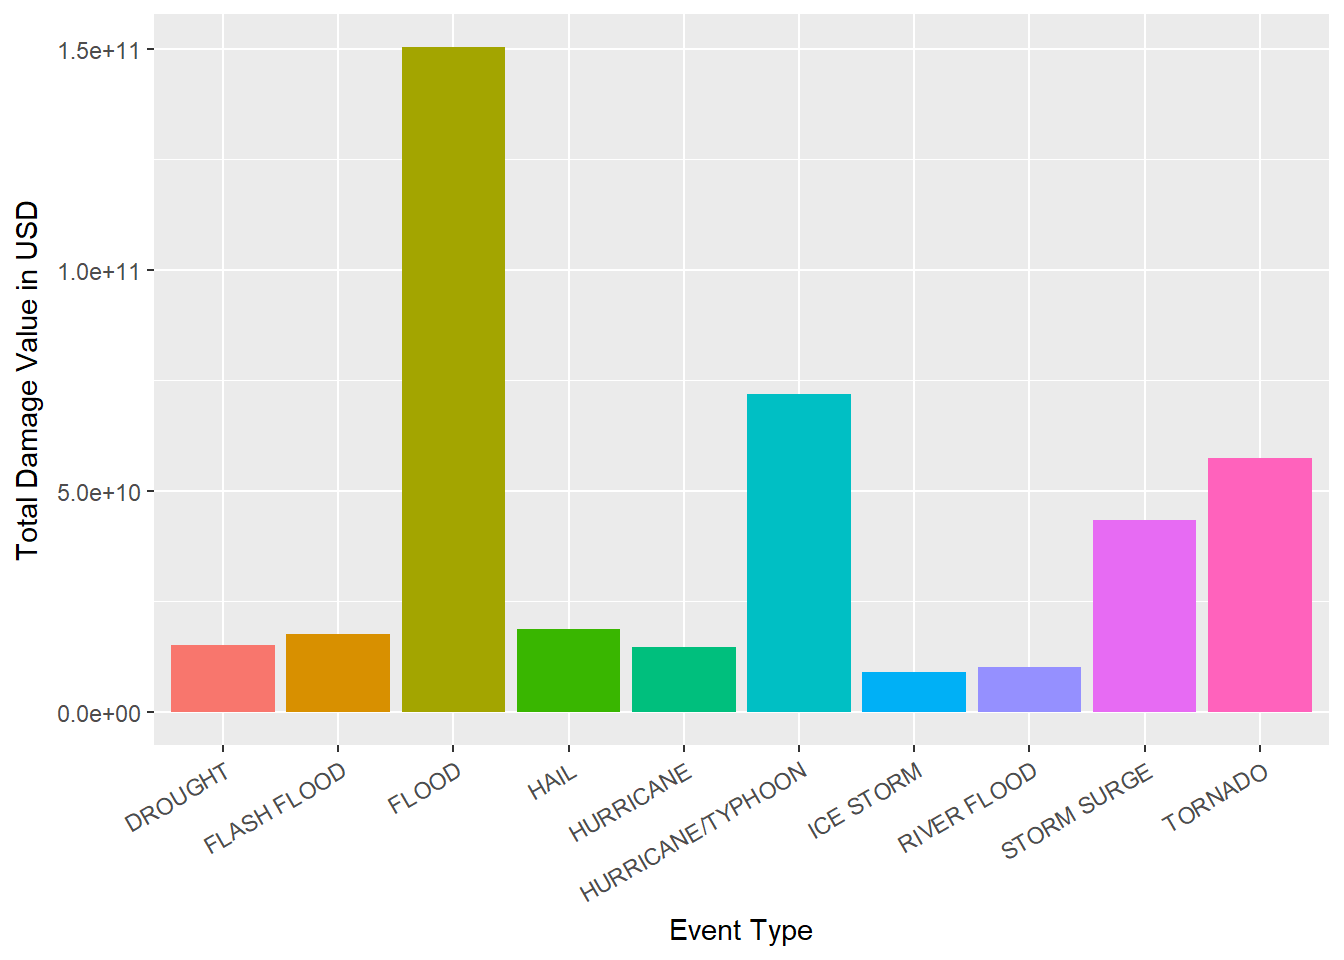 Total Damage Value in USD
1.5e+11
1.0e+11
5.0e+10
0.0e+00
DROUGHT
FLASH FLOOD
FLOOD
HAIL
HURRICANE
HURRICANE/TYPHOON
ICE STORM
RIVER FLOOD
STORM SURGE
TORNADO
Event Type